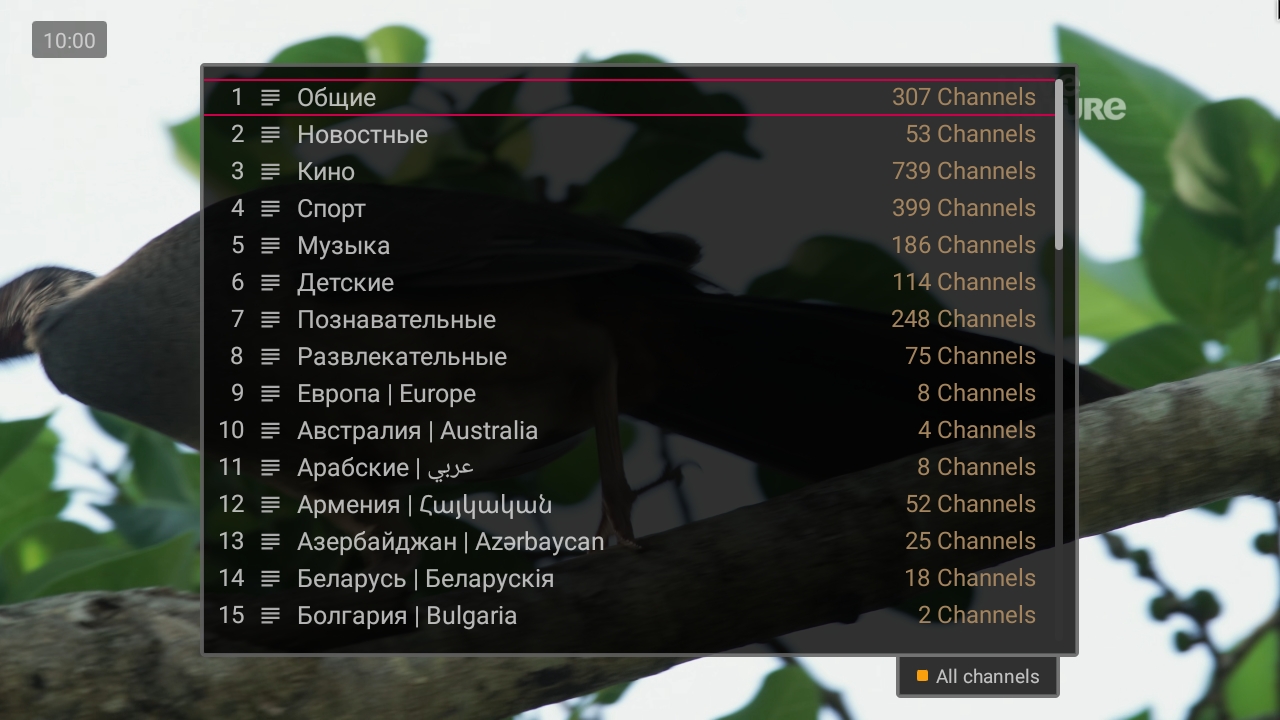 10:00
1 Общие 307 Channels
2 Новостные 53 Channels
3 Кино 739 Channels
4 Спорт 399 Channels
5 Музыка 186 Channels
6 Детские 114 Channels
7 Познавательные 248 Channels
8 Развлекательные 75 Channels
9 Европа | Europe 8 Channels
10 Австралия | Australia 4 Channels
11 Арабские | عربي 8 Channels
12 Армения | Հայկական 52 Channels
13 Азербайджан | Azərbaycan 25 Channels
14 Беларусь | Беларускія 18 Channels
15 Болгария | Bulgaria 2 Channels
All channels